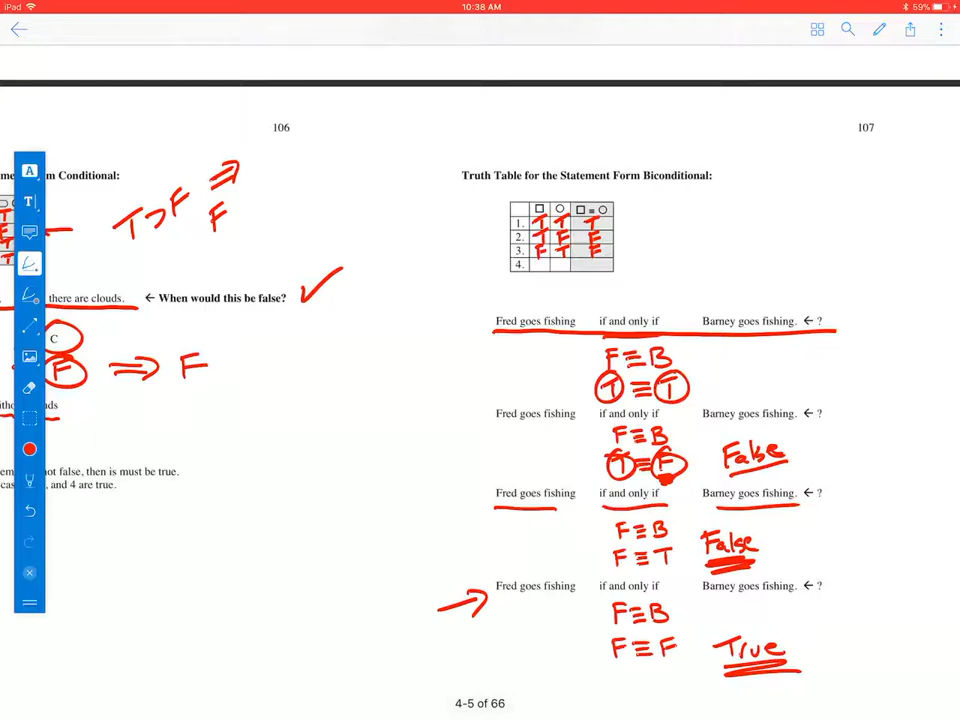 iPad 10:38 AM 59%
106
m Conditional:
T ⊃ F ⇒
F
there are clouds. ← When would this be false? ✓
C
F ⇒ F
ds
not false, then is must be true.
, and 4 are true.
107
Truth Table for the Statement Form Biconditional:
□ ○ □ ≡ ○
1. T T T
2. T F F
3. F T F
4.
Fred goes fishing if and only if Barney goes fishing. ← ?
F ≡ B
T ≡ T
Fred goes fishing if and only if Barney goes fishing. ← ?
F ≡ B
T ≡ F False
Fred goes fishing if and only if Barney goes fishing. ← ?
F ≡ B
F ≡ T False
→ Fred goes fishing if and only if Barney goes fishing. ← ?
F ≡ B
F ≡ F True
4-5 of 66